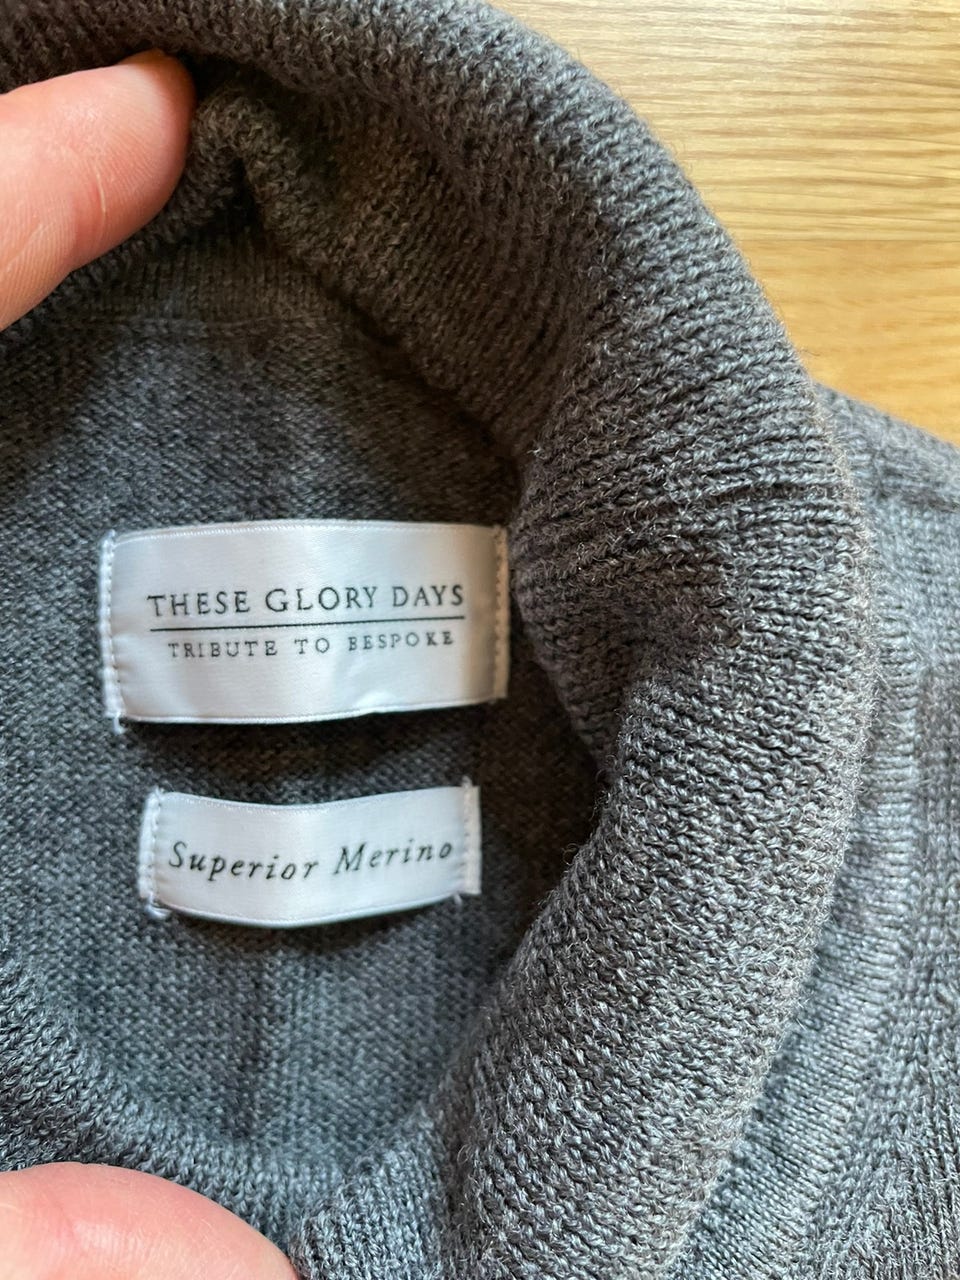 THESE GLORY DAYS
TRIBUTE TO BESPOKE
Superior Merino